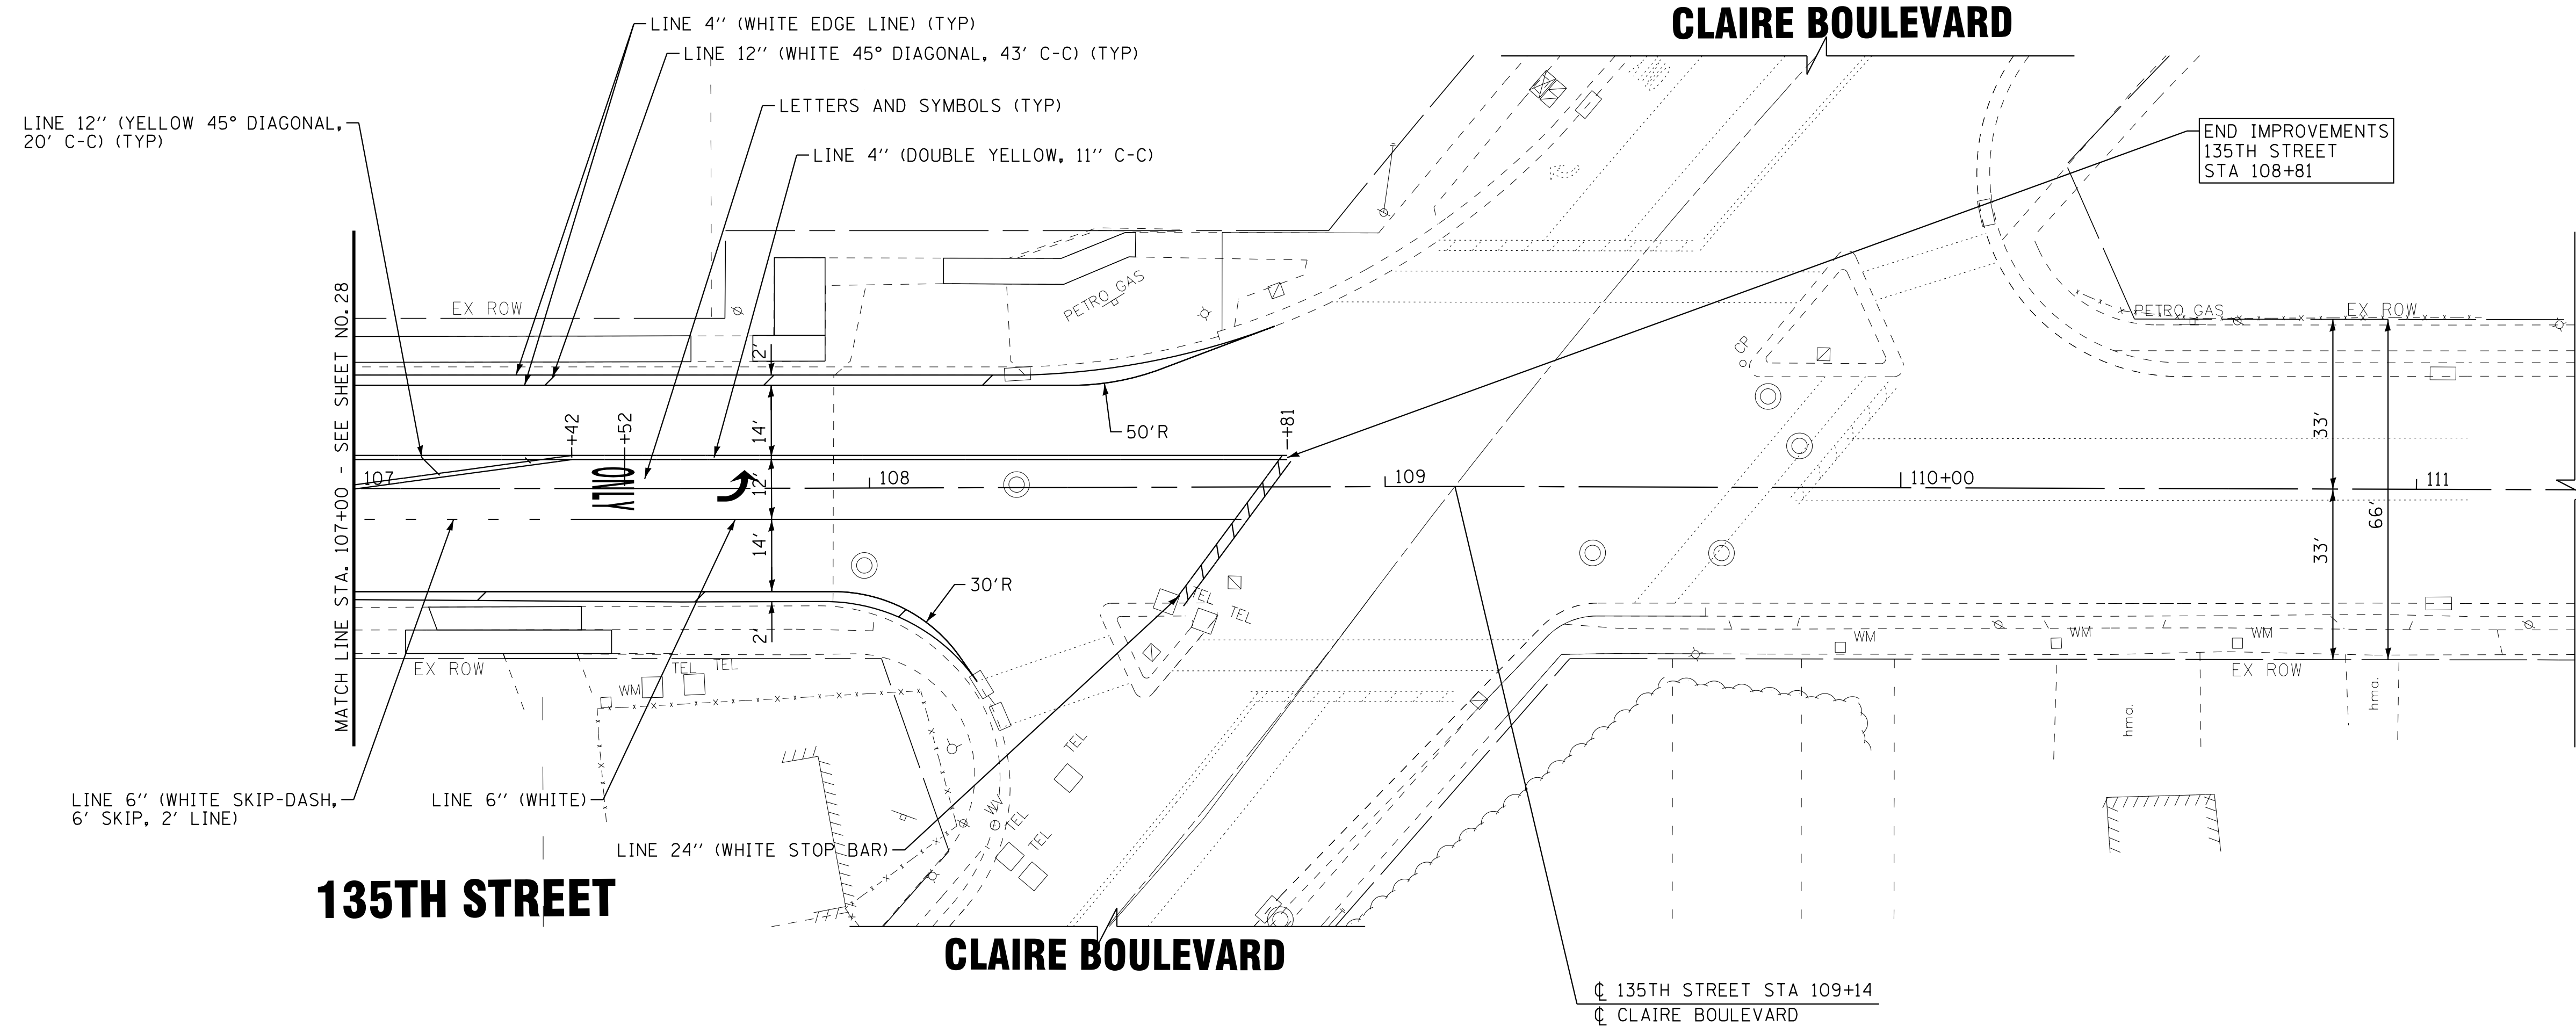 CLAIRE BOULEVARD
LINE 4" (WHITE EDGE LINE) (TYP)
LINE 12" (WHITE 45° DIAGONAL, 43' C-C) (TYP)
LETTERS AND SYMBOLS (TYP)
LINE 12" (YELLOW 45° DIAGONAL,
20' C-C) (TYP)
LINE 4" (DOUBLE YELLOW, 11" C-C)
END IMPROVEMENTS
135TH STREET
STA 108+81
MATCH LINE STA. 107+00 - SEE SHEET NO. 28
EX ROW
PETRO GAS
PETRO GAS
EX ROW
CP
2'
14'
12'
14'
2'
50'R
+42
+52
+81
ONLY
107
108
109
110+00
111
33'
33'
66'
30'R
TEL
TEL
EX ROW
TEL
TEL
WM
WM
WM
WM
EX ROW
hma.
hma.
TEL
WV
TEL
TEL
LINE 6" (WHITE SKIP-DASH,
6' SKIP, 2' LINE)
LINE 6" (WHITE)
LINE 24" (WHITE STOP BAR)
135TH STREET
CLAIRE BOULEVARD
℄ 135TH STREET STA 109+14
℄ CLAIRE BOULEVARD